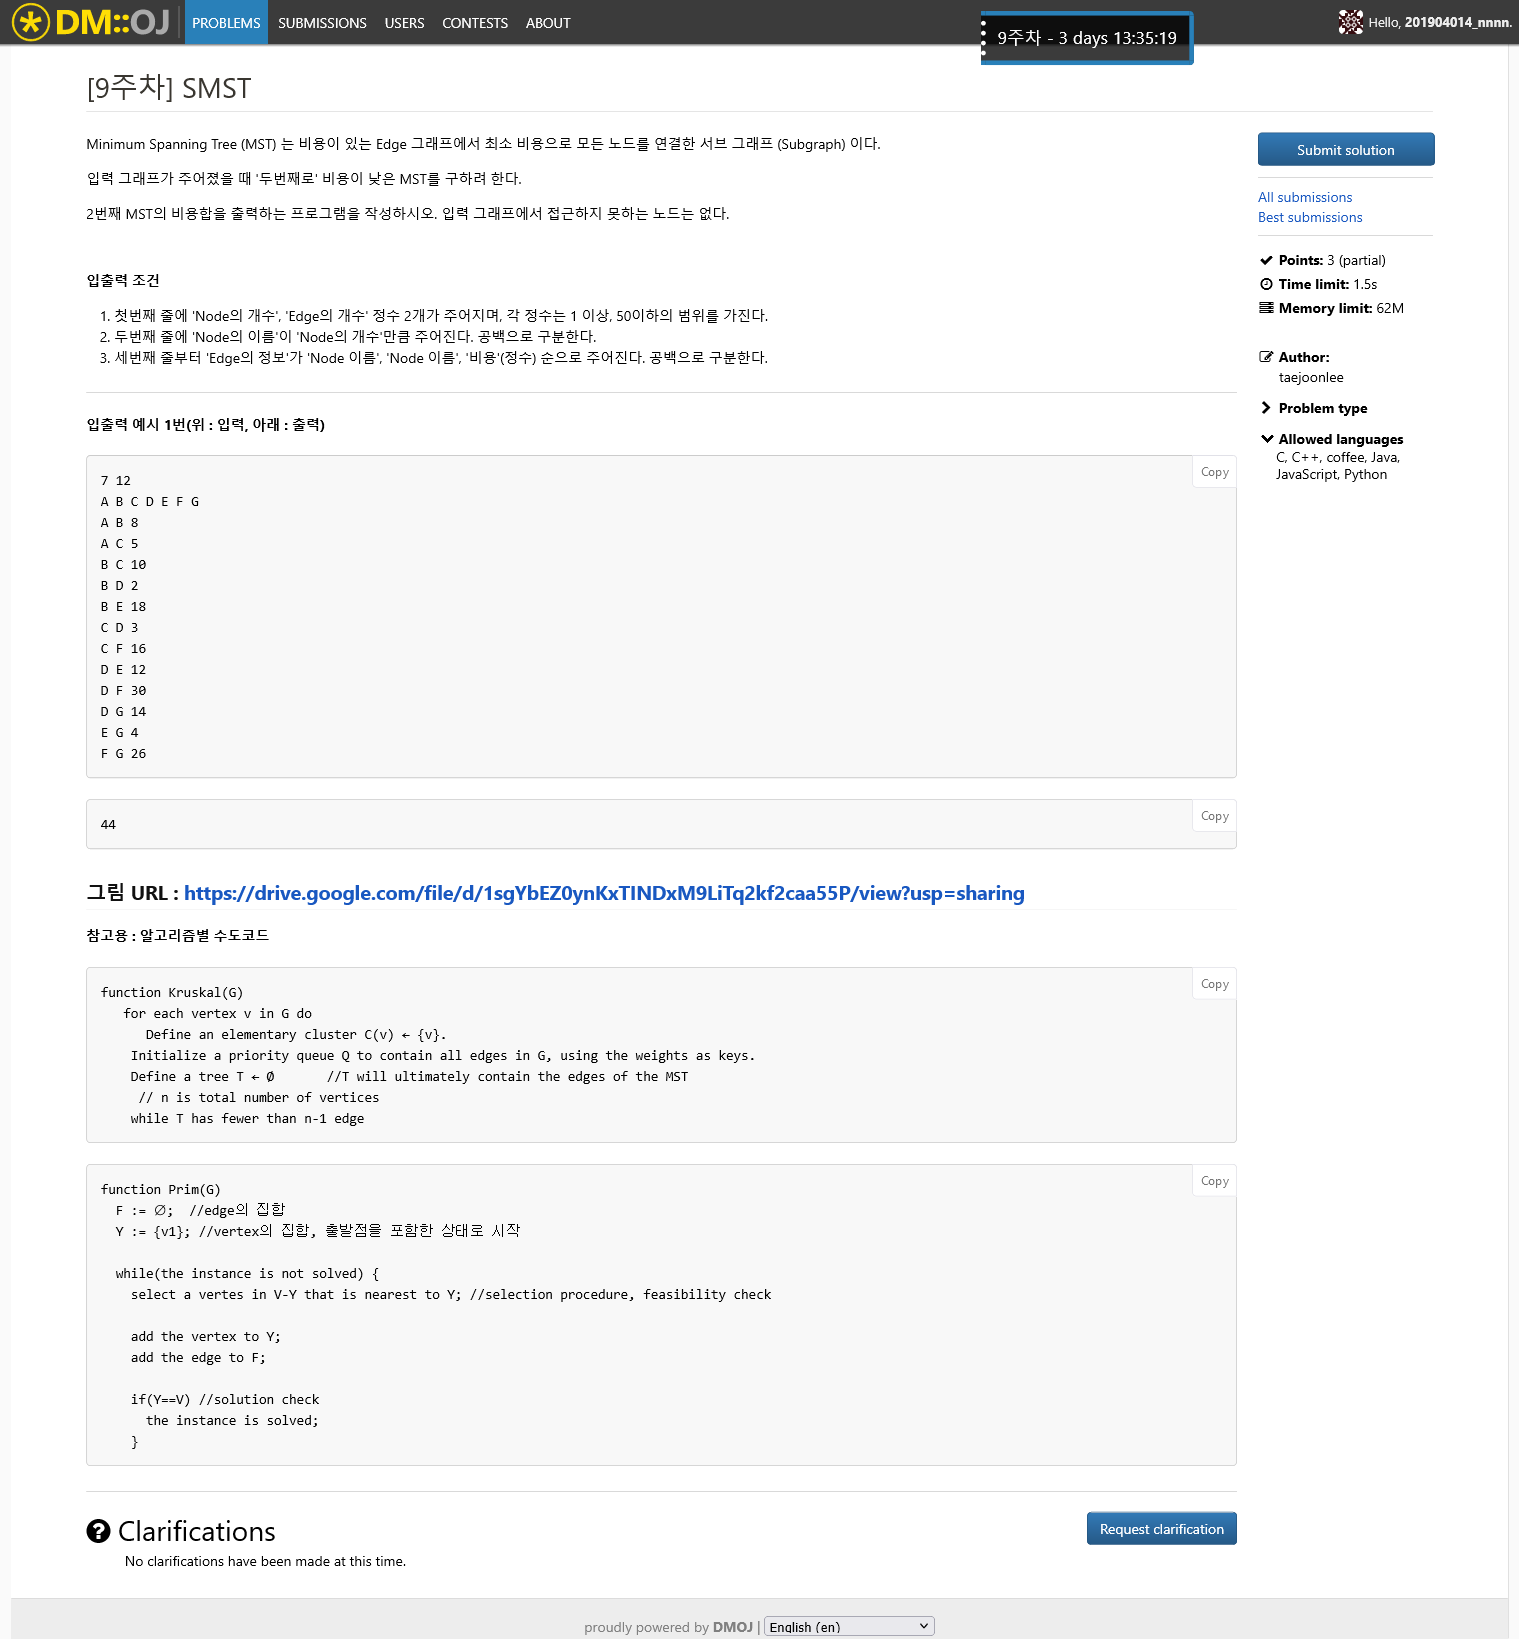 DM::OJ PROBLEMS SUBMISSIONS USERS CONTESTS ABOUT
9주차 - 3 days 13:35:19
Hello, 201904014_nnnn.
[9주차] SMST
Minimum Spanning Tree (MST) 는 비용이 있는 Edge 그래프에서 최소 비용으로 모든 노드를 연결한 서브 그래프 (Subgraph) 이다.
입력 그래프가 주어졌을 때 '두번째로' 비용이 낮은 MST를 구하려 한다.
2번째 MST의 비용합을 출력하는 프로그램을 작성하시오. 입력 그래프에서 접근하지 못하는 노드는 없다.
입출력 조건
1. 첫번째 줄에 'Node의 개수', 'Edge의 개수' 정수 2개가 주어지며, 각 정수는 1 이상, 50이하의 범위를 가진다.
2. 두번째 줄에 'Node의 이름'이 'Node의 개수'만큼 주어진다. 공백으로 구분한다.
3. 세번째 줄부터 'Edge의 정보'가 'Node 이름', 'Node 이름', '비용'(정수) 순으로 주어진다. 공백으로 구분한다.
입출력 예시 1번(위 : 입력, 아래 : 출력)
Copy
7 12
A B C D E F G
A B 8
A C 5
B C 10
B D 2
B E 18
C D 3
C F 16
D E 12
D F 30
D G 14
E G 4
F G 26
Copy
44
그림 URL : https://drive.google.com/file/d/1sgYbEZ0ynKxTINDxM9LiTq2kf2caa55P/view?usp=sharing
참고용 : 알고리즘별 수도코드
Copy
function Kruskal(G)
for each vertex v in G do
Define an elementary cluster C(v) ← {v}.
Initialize a priority queue Q to contain all edges in G, using the weights as keys.
Define a tree T ← Ø //T will ultimately contain the edges of the MST
// n is total number of vertices
while T has fewer than n-1 edge
Copy
function Prim(G)
F := ∅; //edge의 집합
Y := {v1}; //vertex의 집합, 출발점을 포함한 상태로 시작
while(the instance is not solved) {
select a vertes in V-Y that is nearest to Y; //selection procedure, feasibility check
add the vertex to Y;
add the edge to F;
if(Y==V) //solution check
the instance is solved;
}
Clarifications
Request clarification
No clarifications have been made at this time.
Submit solution
All submissions
Best submissions
Points: 3 (partial)
Time limit: 1.5s
Memory limit: 62M
Author:
taejoonlee
Problem type
Allowed languages
C, C++, coffee, Java,
JavaScript, Python
proudly powered by DMOJ | English (en)